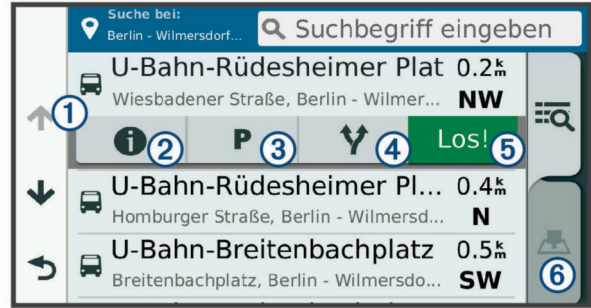 Suche bei:
Berlin - Wilmersdorf...
Suchbegriff eingeben
U-Bahn-Rüdesheimer Plat 0.2km
Wiesbadener Straße, Berlin - Wilmer... NW
1
2 P 3 4 Los! 5
U-Bahn-Rüdesheimer Pl... 0.4km
Homburger Straße, Berlin - Wilmersd... N
U-Bahn-Breitenbachplatz 0.5km
Breitenbachplatz, Berlin - Wilmersdo... SW
6